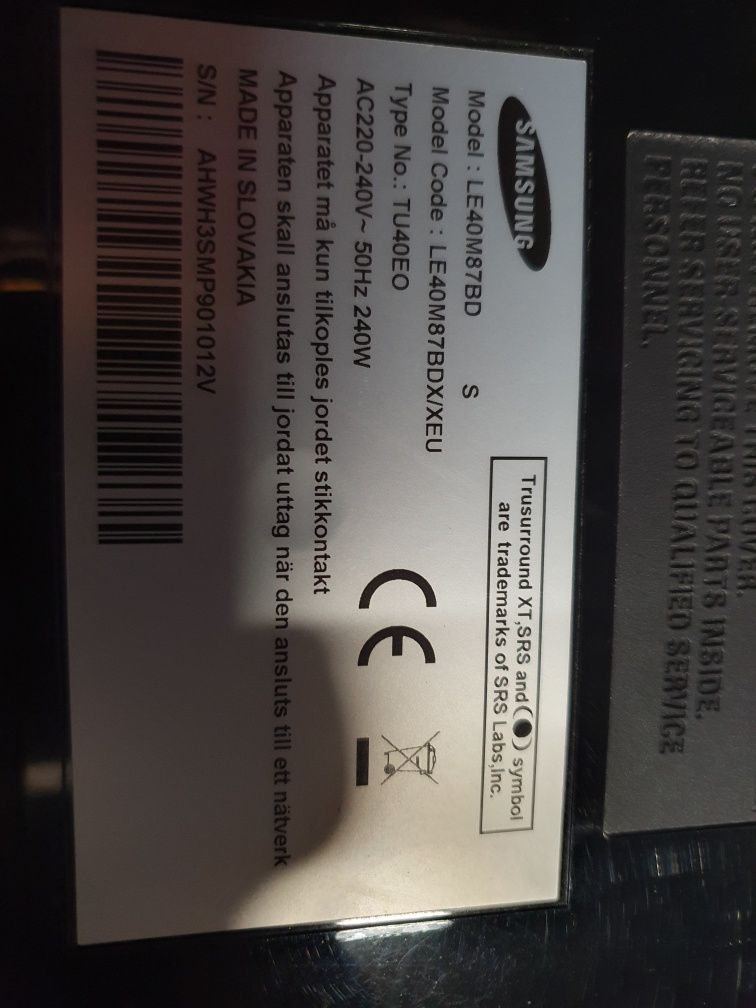 SAMSUNG
Model : LE40M87BD S
Model Code : LE40M87BDX/XEU
Type No.: TU40EO
AC220-240V~ 50Hz 240W
Apparatet må kun tilkoples jordet stikkontakt
Apparaten skall anslutas till jordat uttag när den ansluts till ett nätverk
MADE IN SLOVAKIA
S/N : AHWH3SMP901012V
Trusurround XT,SRS and (●) symbol
are trademarks of SRS Labs,Inc.
CE
NO USER SERVICEABLE PARTS INSIDE.
REFER SERVICING TO QUALIFIED SERVICE
PERSONNEL.